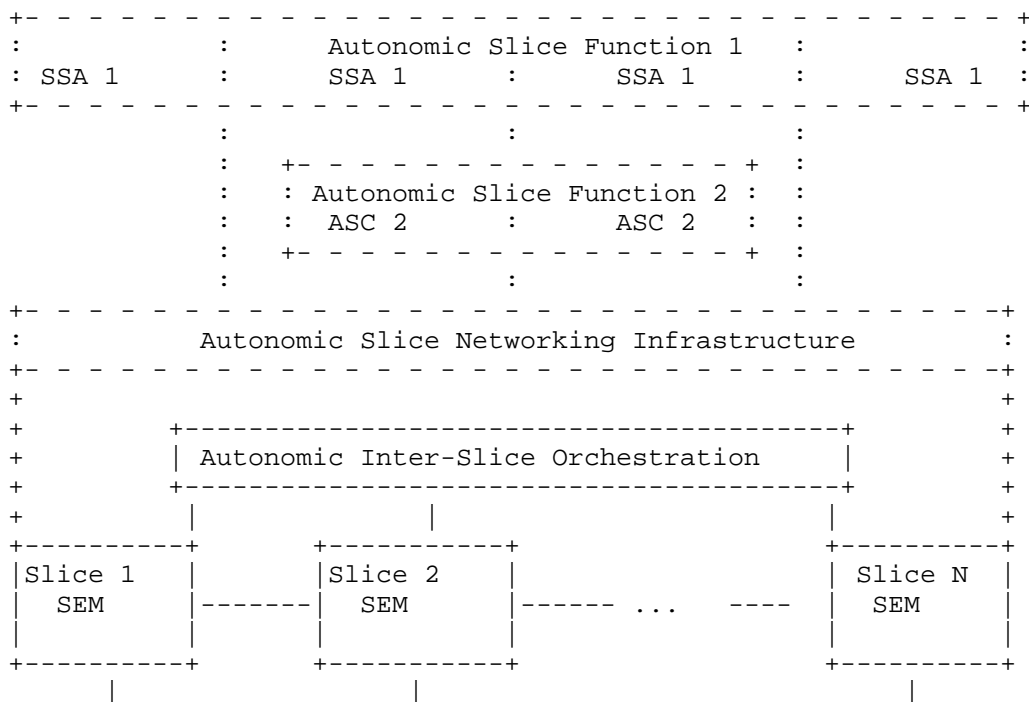 +- - - - - - - - - - - - - - - - - - - - - - - - - - - - - - - +
:            :      Autonomic Slice Function 1   :             :
: SSA 1      :      SSA 1      :      SSA 1      :      SSA 1  :
+- - - - - - - - - - - - - - - - - - - - - - - - - - - - - - - +
             :                 :                 :
             :   +- - - - - - - - - - - - - - +  :
             :   : Autonomic Slice Function 2 :  :
             :   :  ASC 2      :      ASC 2   :  :
             :   +- - - - - - - - - - - - - - +  :
             :                 :                 :
+- - - - - - - - - - - - - - - - - - - - - - - - - - - - - - -+
:           Autonomic Slice Networking Infrastructure         :
+- - - - - - - - - - - - - - - - - - - - - - - - - - - - - - -+
+                                                             +
+         +-----------------------------------------+         +
+         | Autonomic Inter-Slice Orchestration     |         +
+         +-----------------------------------------+         +
+          |              |                        |          +
+----------+       +-----------+                   +----------+
|Slice 1   |       |Slice 2    |                   | Slice N  |
|  SEM     |-------|  SEM      |------ ...   ----  |  SEM     |
|          |       |           |                   |          |
+----------+       +-----------+                   +----------+
      |                  |                              |